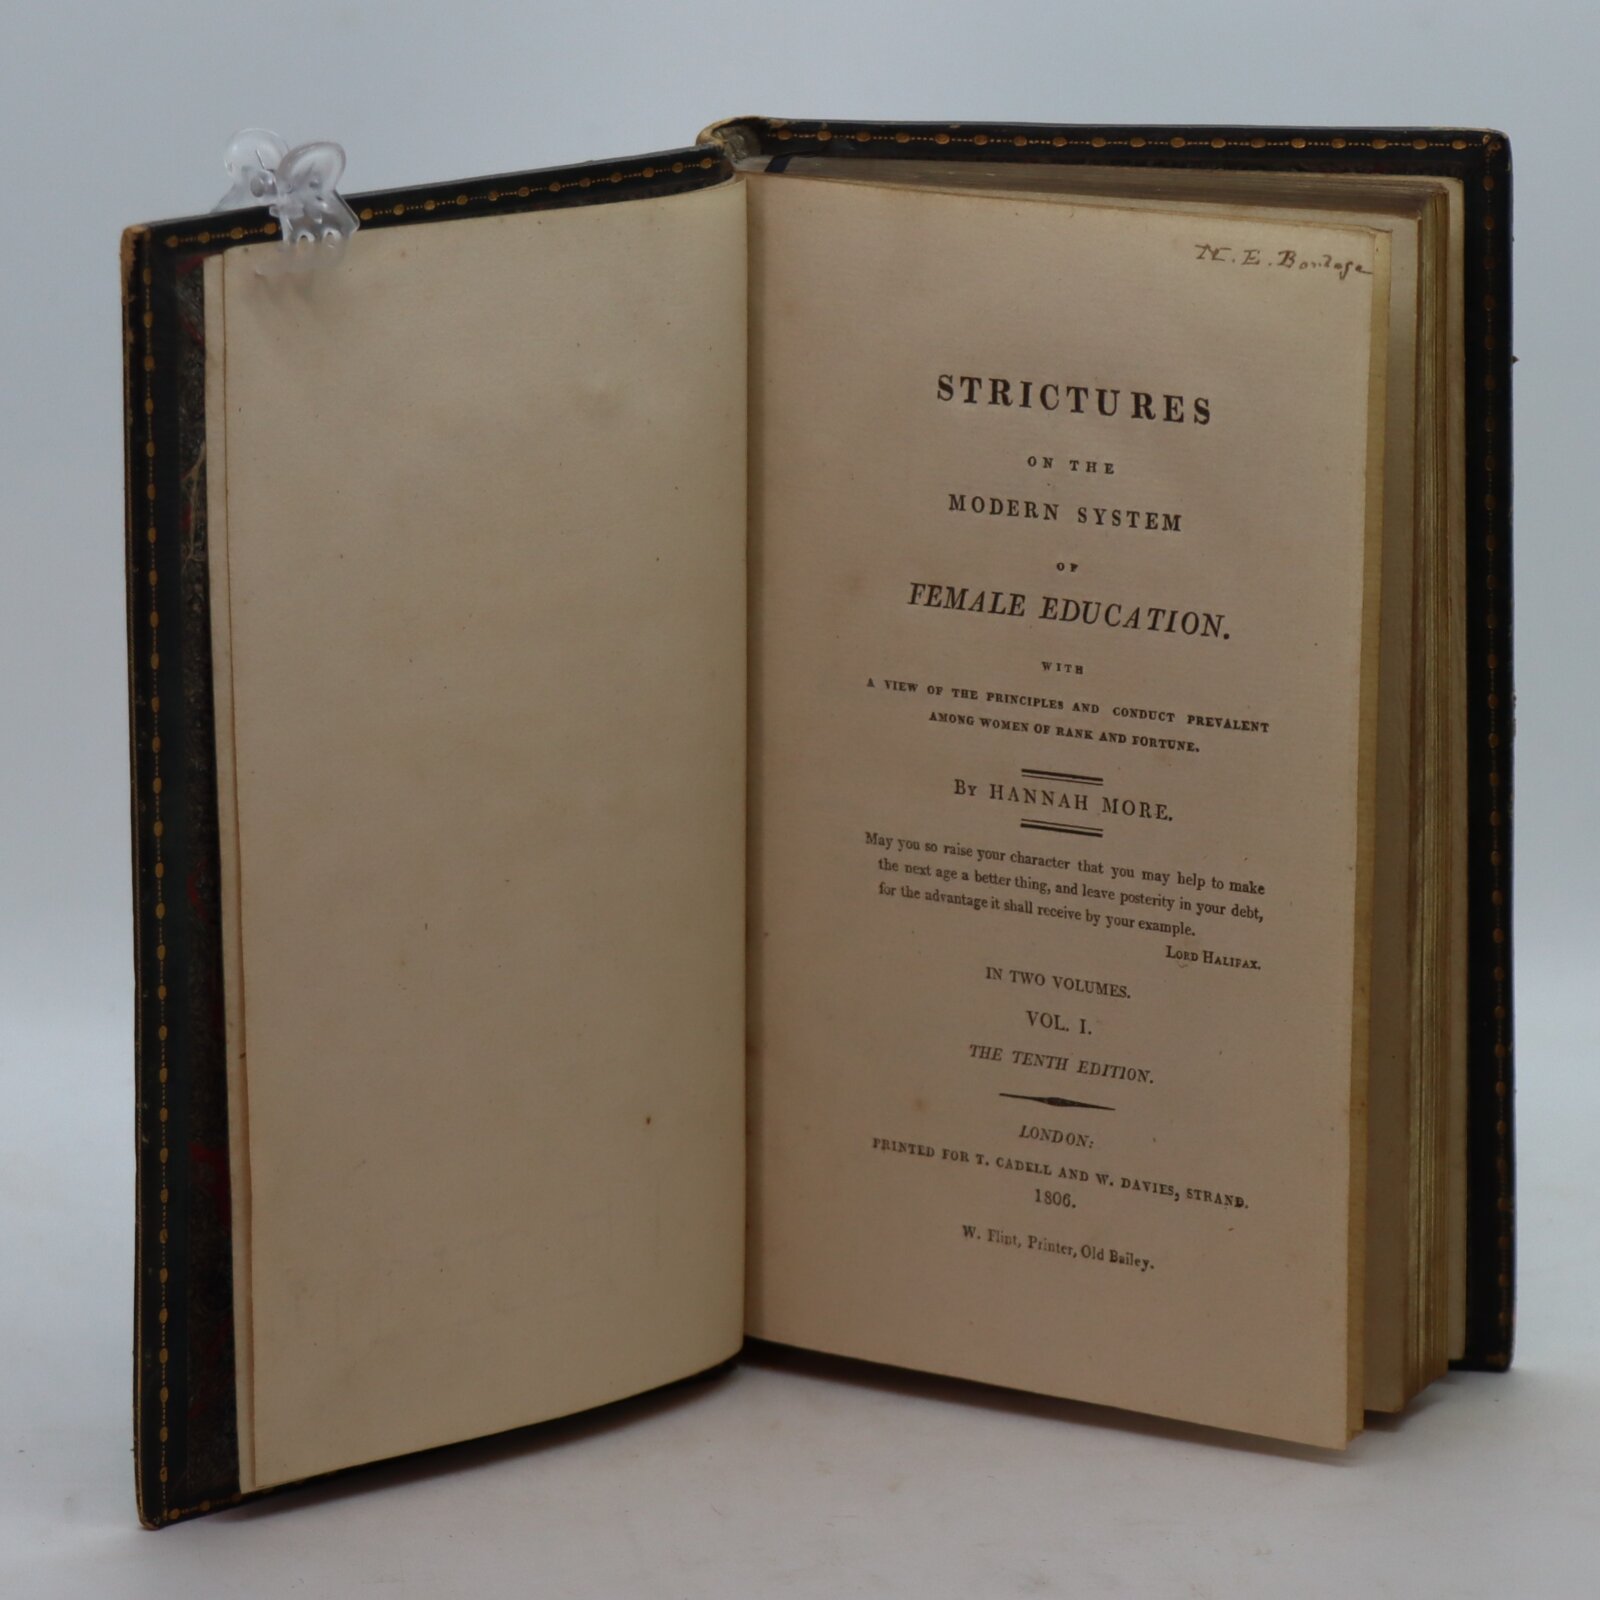 STRICTURES
ON THE
MODERN SYSTEM
OF
FEMALE EDUCATION.
WITH
A VIEW OF THE PRINCIPLES AND CONDUCT PREVALENT
AMONG WOMEN OF RANK AND FORTUNE.
By HANNAH MORE.
May you so raise your character that you may help to make
the next age a better thing, and leave posterity in your debt,
for the advantage it shall receive by your example.
LORD HALIFAX.
IN TWO VOLUMES.
VOL. I.
THE TENTH EDITION.
LONDON:
PRINTED FOR T. CADELL AND W. DAVIES, STRAND.
1806.
W. Flint, Printer, Old Bailey.